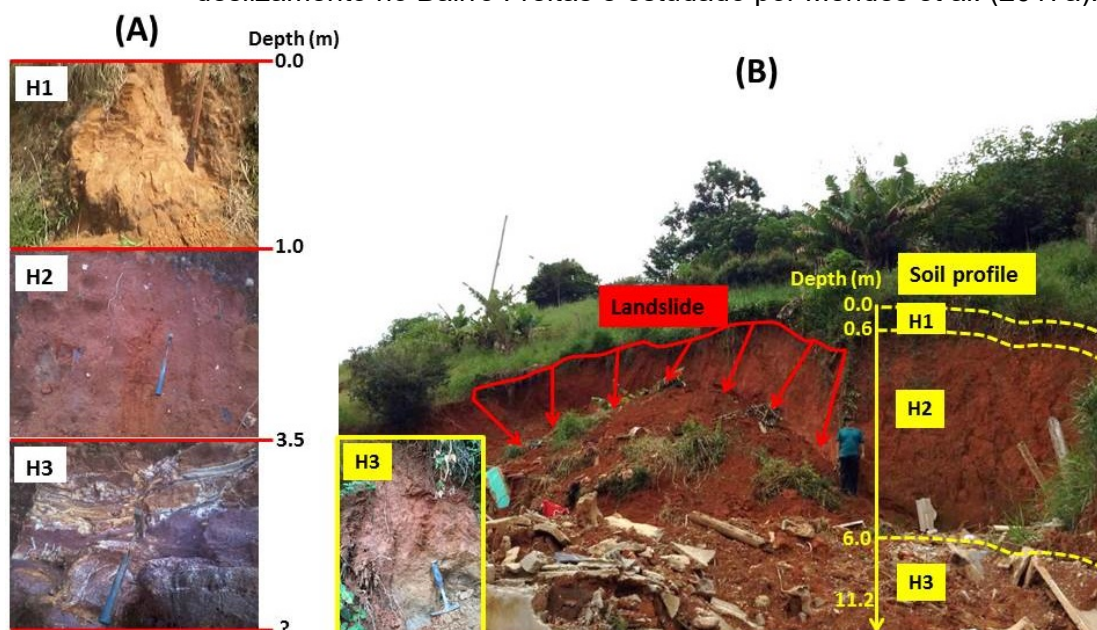 (A)
Depth (m)
0.0
H1
1.0
H2
3.5
H3
?
(B)
Landslide
Depth (m)
Soil profile
0.0
H1
0.6
H2
H3
6.0
H3
11.2